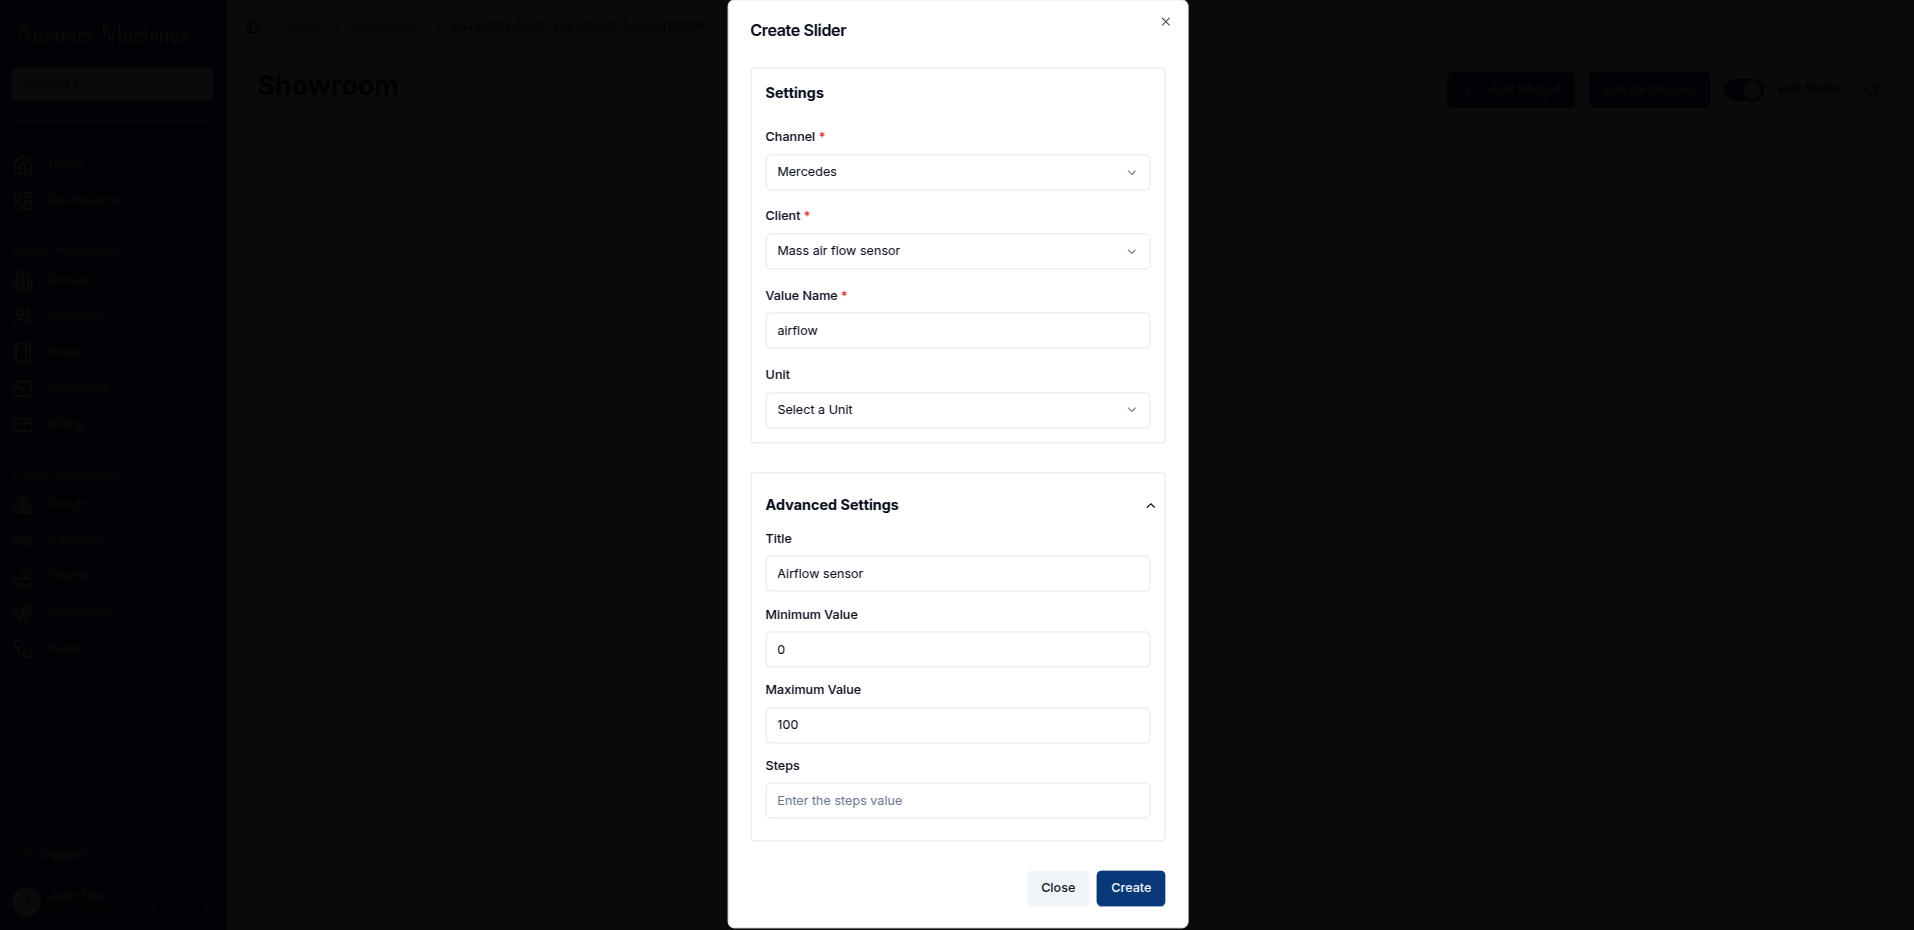 Abstract Machines
domain 1
Home
Dashboards
Domain Management
Domain
Members
Roles
Invitations
Billing
Client Management
Groups
Channels
Clients
Bootstraps
Rules
Support
John Doe
Home > Dashboards >
Showroom
Add Widget
Edit Dashboard
Edit Mode
Create Slider
Settings
Channel *
Mercedes
Client *
Mass air flow sensor
Value Name *
airflow
Unit
Select a Unit
Advanced Settings
Title
Airflow sensor
Minimum Value
0
Maximum Value
100
Steps
Enter the steps value
Close
Create